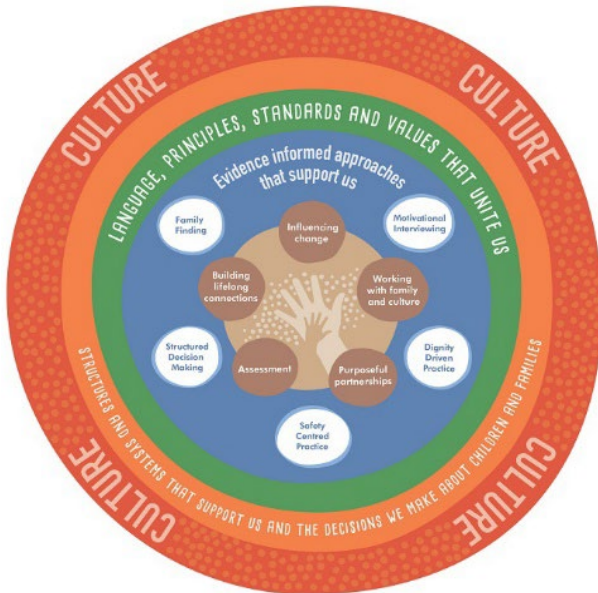 CULTURE
CULTURE
LANGUAGE, PRINCIPLES, STANDARDS AND VALUES THAT UNITE US
Evidence informed approaches
that support us
Family
Finding
Influencing
change
Motivational
Interviewing
Building
lifelong
connections
Working
with family
and culture
Structured
Decision
Making
Assessment
Purposeful
partnerships
Dignity
Driven
Practice
Safety
Centred
Practice
STRUCTURES AND SYSTEMS THAT SUPPORT US AND THE DECISIONS WE MAKE ABOUT CHILDREN AND FAMILIES
CULTURE
CULTURE